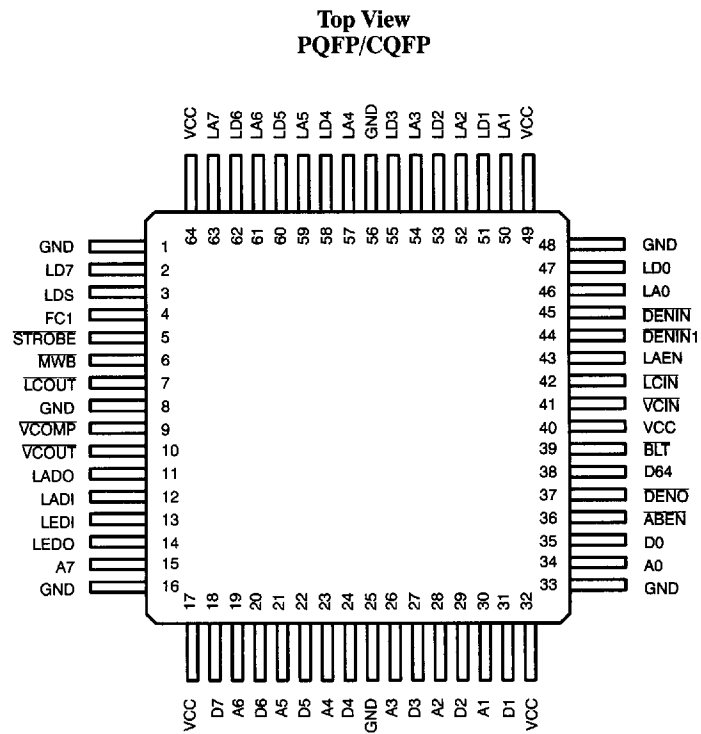 Top View
PQFP/CQFP
VCC LA7 LD6 LA6 LD5 LA5 LD4 LA4 GND LD3 LA3 LD2 LA2 LD1 LA1 VCC
64 63 62 61 60 59 58 57 56 55 54 53 52 51 50 49
GND 1 48 GND
LD7 2 47 LD0
LDS 3 46 LA0
FC1 4 45 DENIN
STROBE 5 44 DENIN1
MWB 6 43 LAEN
LCOUT 7 42 LCIN
GND 8 41 VCIN
VCOMP 9 40 VCC
VCOUT 10 39 BLT
LADO 11 38 D64
LADI 12 37 DENO
LEDI 13 36 ABEN
LEDO 14 35 D0
A7 15 34 A0
GND 16 33 GND
17 18 19 20 21 22 23 24 25 26 27 28 29 30 31 32
VCC D7 A6 D6 A5 D5 A4 D4 GND A3 D3 A2 D2 A1 D1 VCC